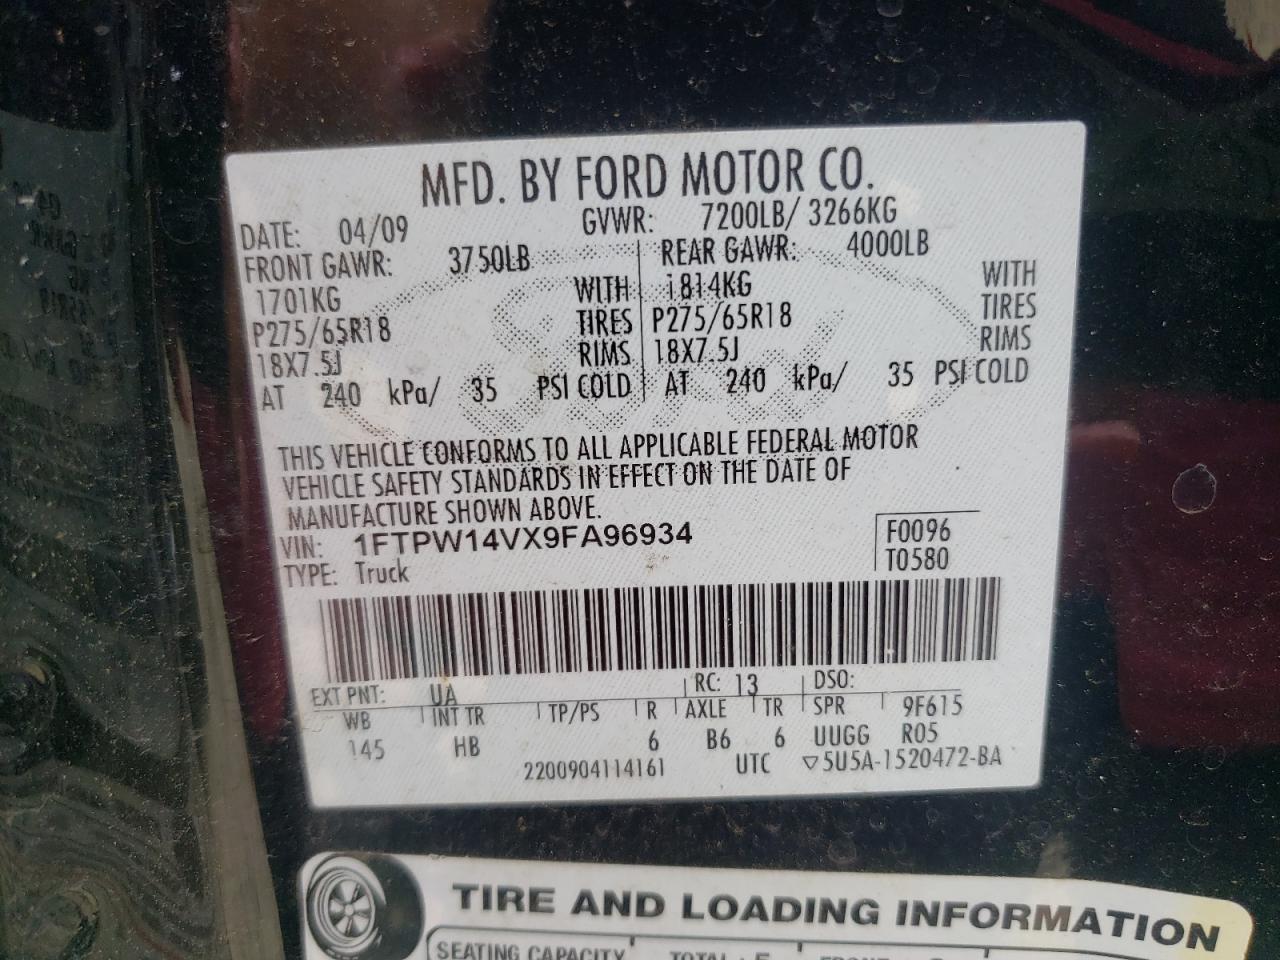 MFD. BY FORD MOTOR CO.
DATE: 04/09 GVWR: 7200LB/ 3266KG
FRONT GAWR: 3750LB REAR GAWR: 4000LB
1701KG WITH 1814KG WITH
P275/65R18 TIRES P275/65R18 TIRES
18X7.5J RIMS 18X7.5J RIMS
AT 240 kPa/ 35 PSI COLD AT 240 kPa/ 35 PSI COLD
THIS VEHICLE CONFORMS TO ALL APPLICABLE FEDERAL MOTOR
VEHICLE SAFETY STANDARDS IN EFFECT ON THE DATE OF
MANUFACTURE SHOWN ABOVE.
VIN: 1FTPW14VX9FA96934 F0096
TYPE: Truck T0580
EXT PNT: UA RC: 13 DSO:
WB INT TR TP/PS R AXLE TR SPR 9F615
145 HB 6 B6 6 UUGG R05
2200904114161 UTC ▽5U5A-1520472-BA
TIRE AND LOADING INFORMATION
SEATING CAPACITY